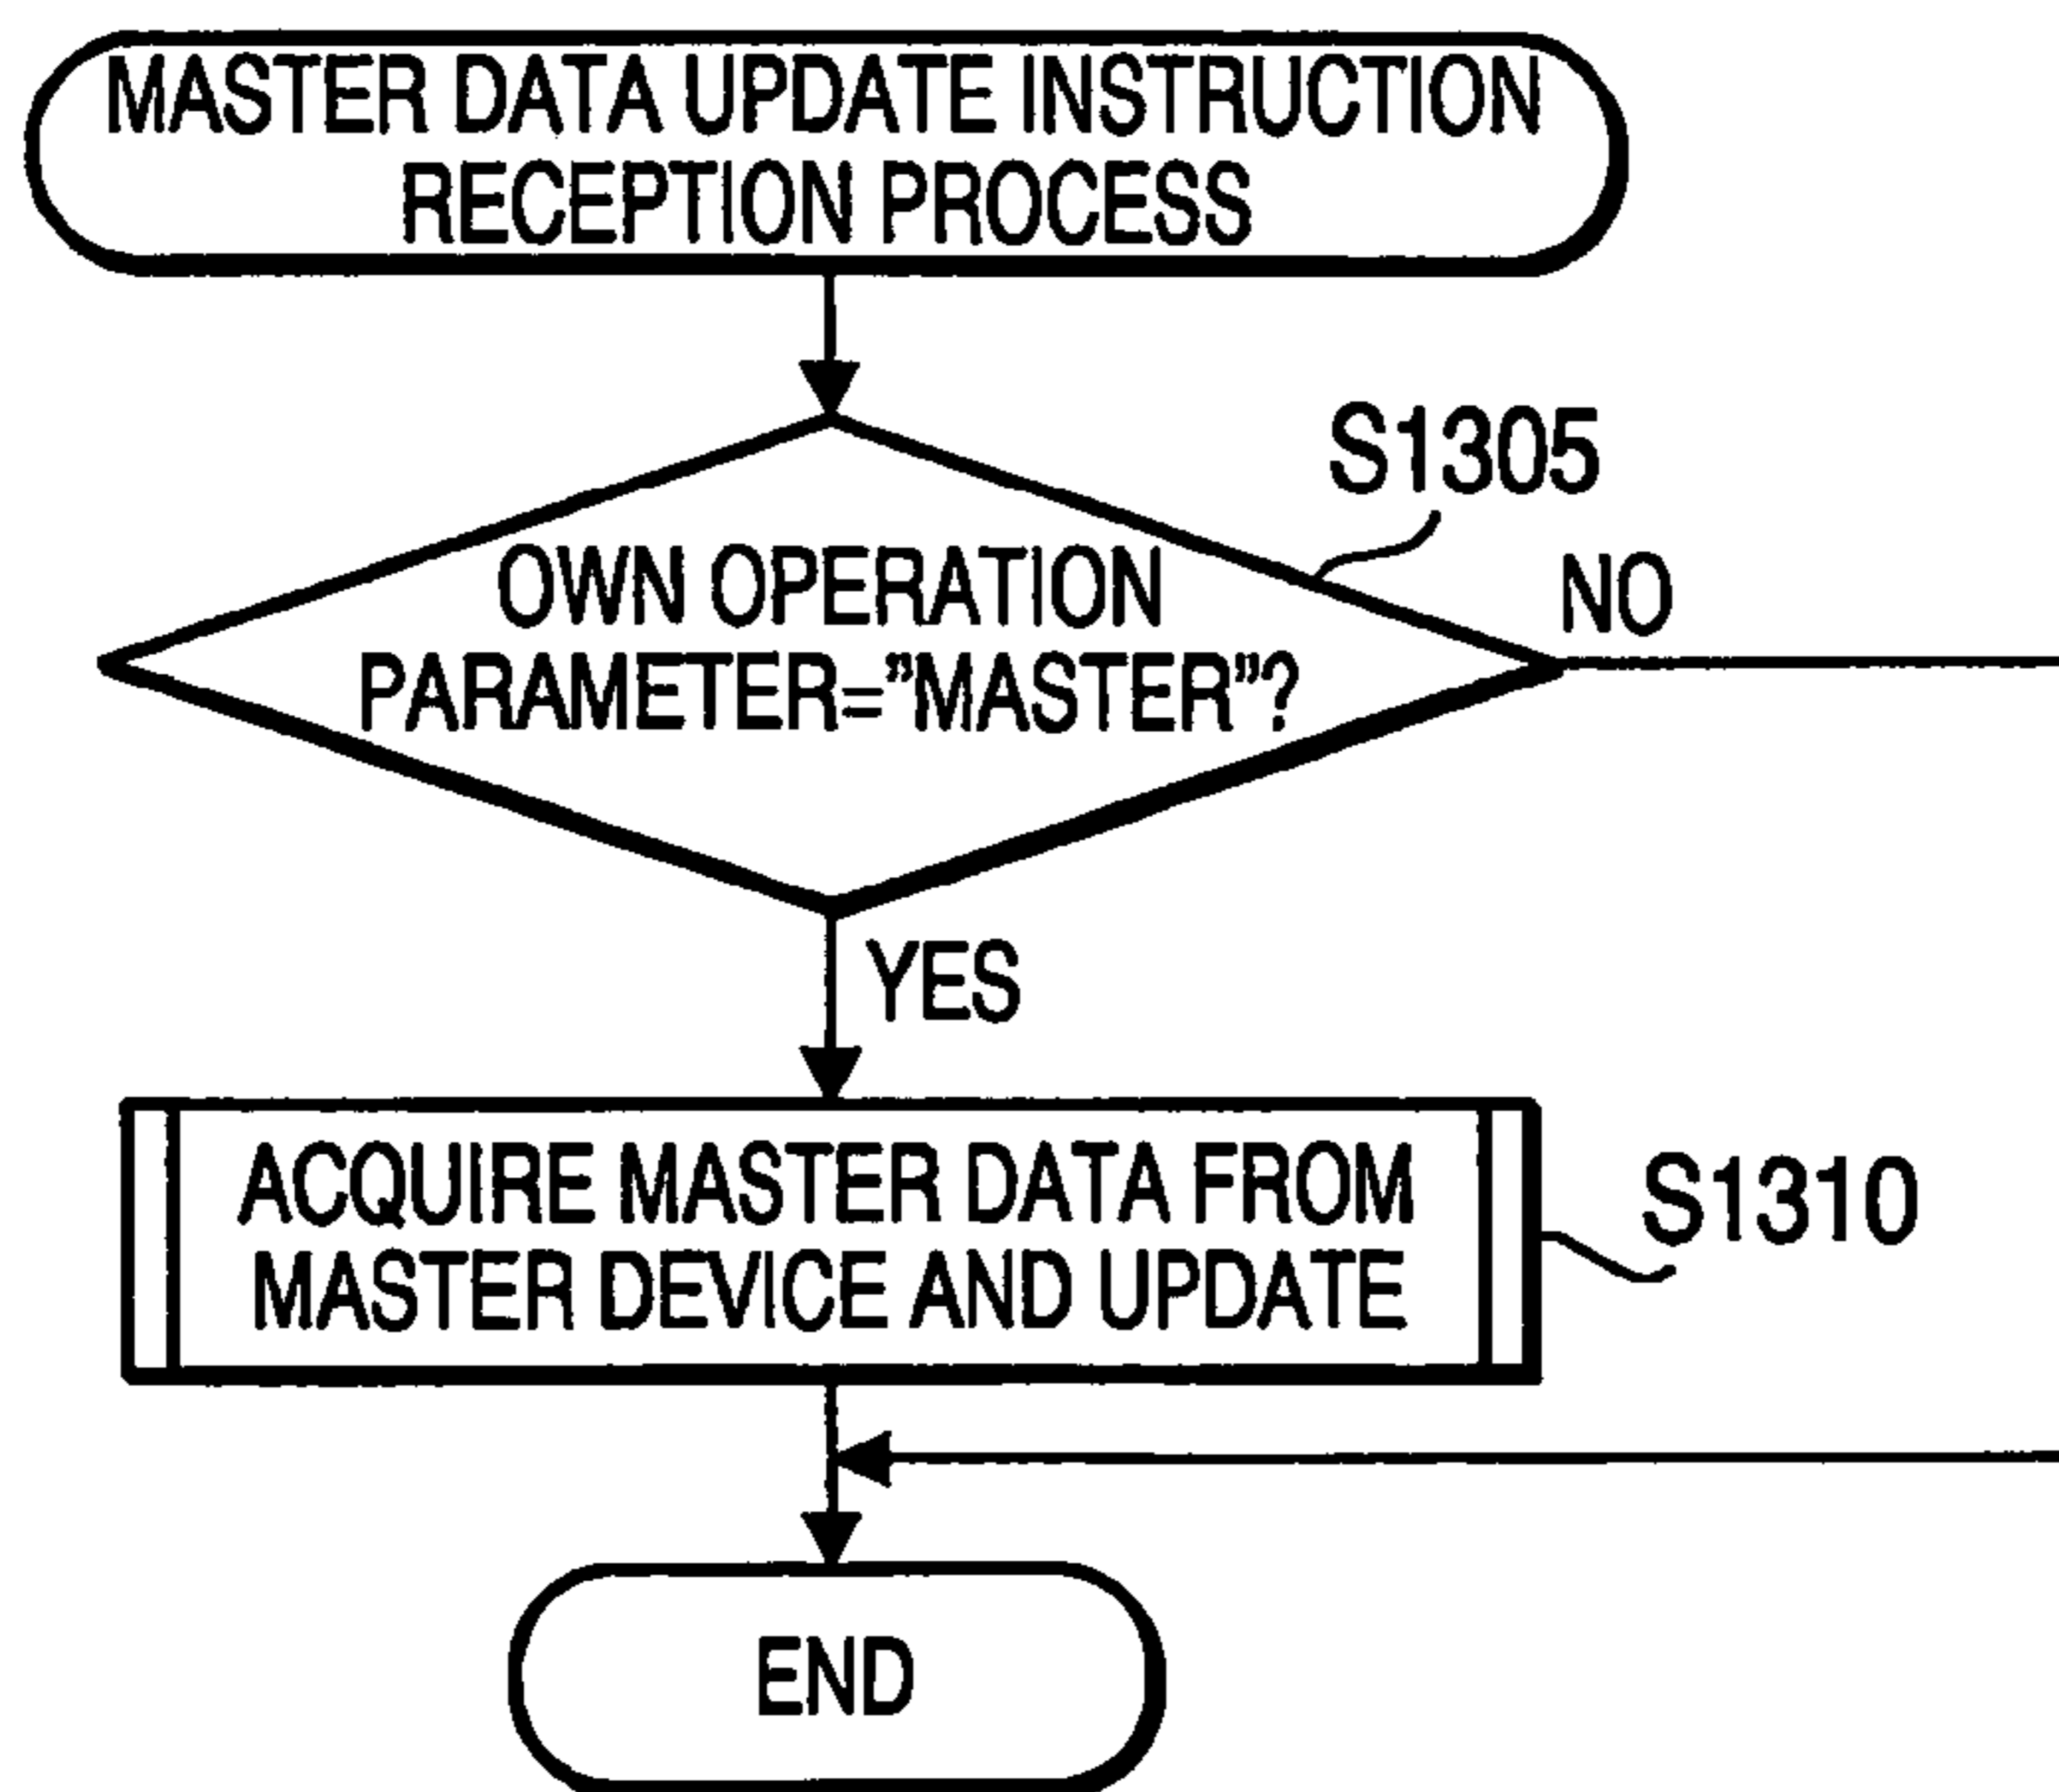 MASTER DATA UPDATE INSTRUCTION
RECEPTION PROCESS
S1305
OWN OPERATION
PARAMETER=”MASTER”?
NO
YES
ACQUIRE MASTER DATA FROM
MASTER DEVICE AND UPDATE
S1310
END